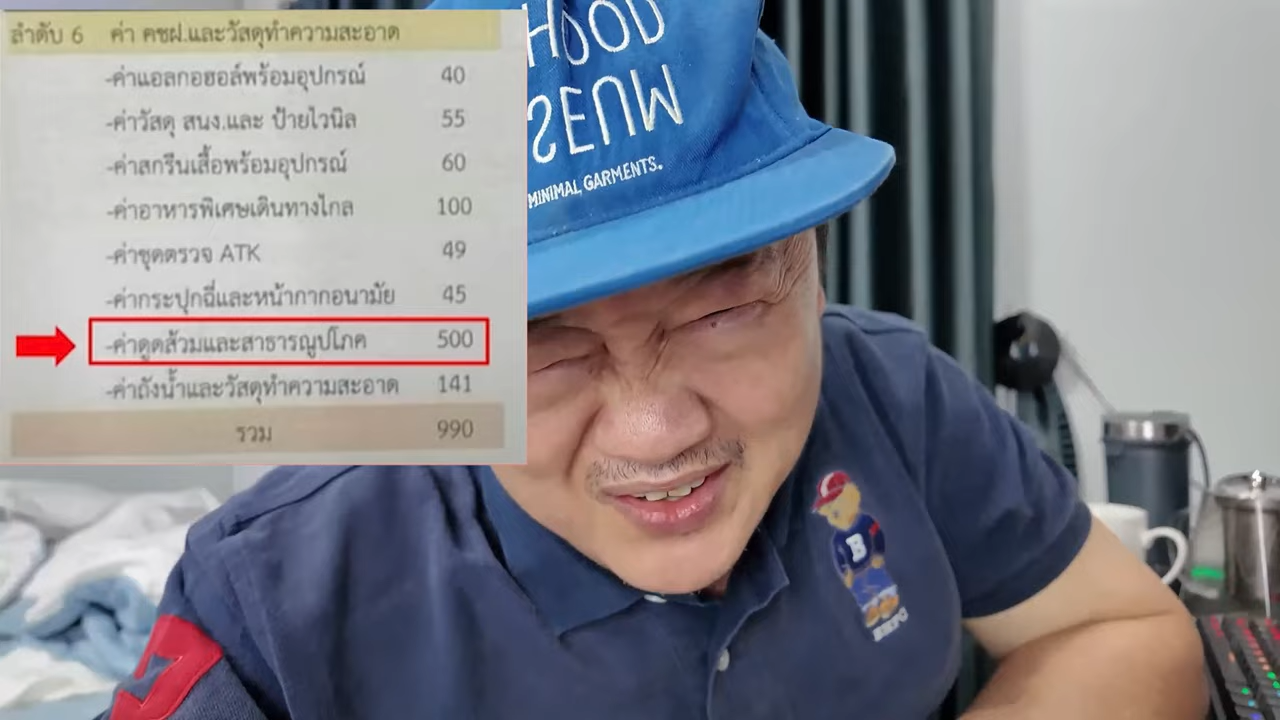 ลำดับ 6 ค่า คชฝ.และวัสดุทำความสะอาด
-ค่าแอลกอฮอล์พร้อมอุปกรณ์ 40
-ค่าวัสดุ สนง.และ ป้ายไวนิล 55
-ค่าสกรีนเสื้อพร้อมอุปกรณ์ 60
-ค่าอาหารพิเศษเดินทางไกล 100
-ค่าชุดตรวจ ATK 49
-ค่ากระปุกฉี่และหน้ากากอนามัย 45
-ค่าดูดส้วมและสาธารณูปโภค 500
-ค่าถังน้ำและวัสดุทำความสะอาด 141
รวม 990
HOOD
SEUM
MINIMAL GARMENTS.
B